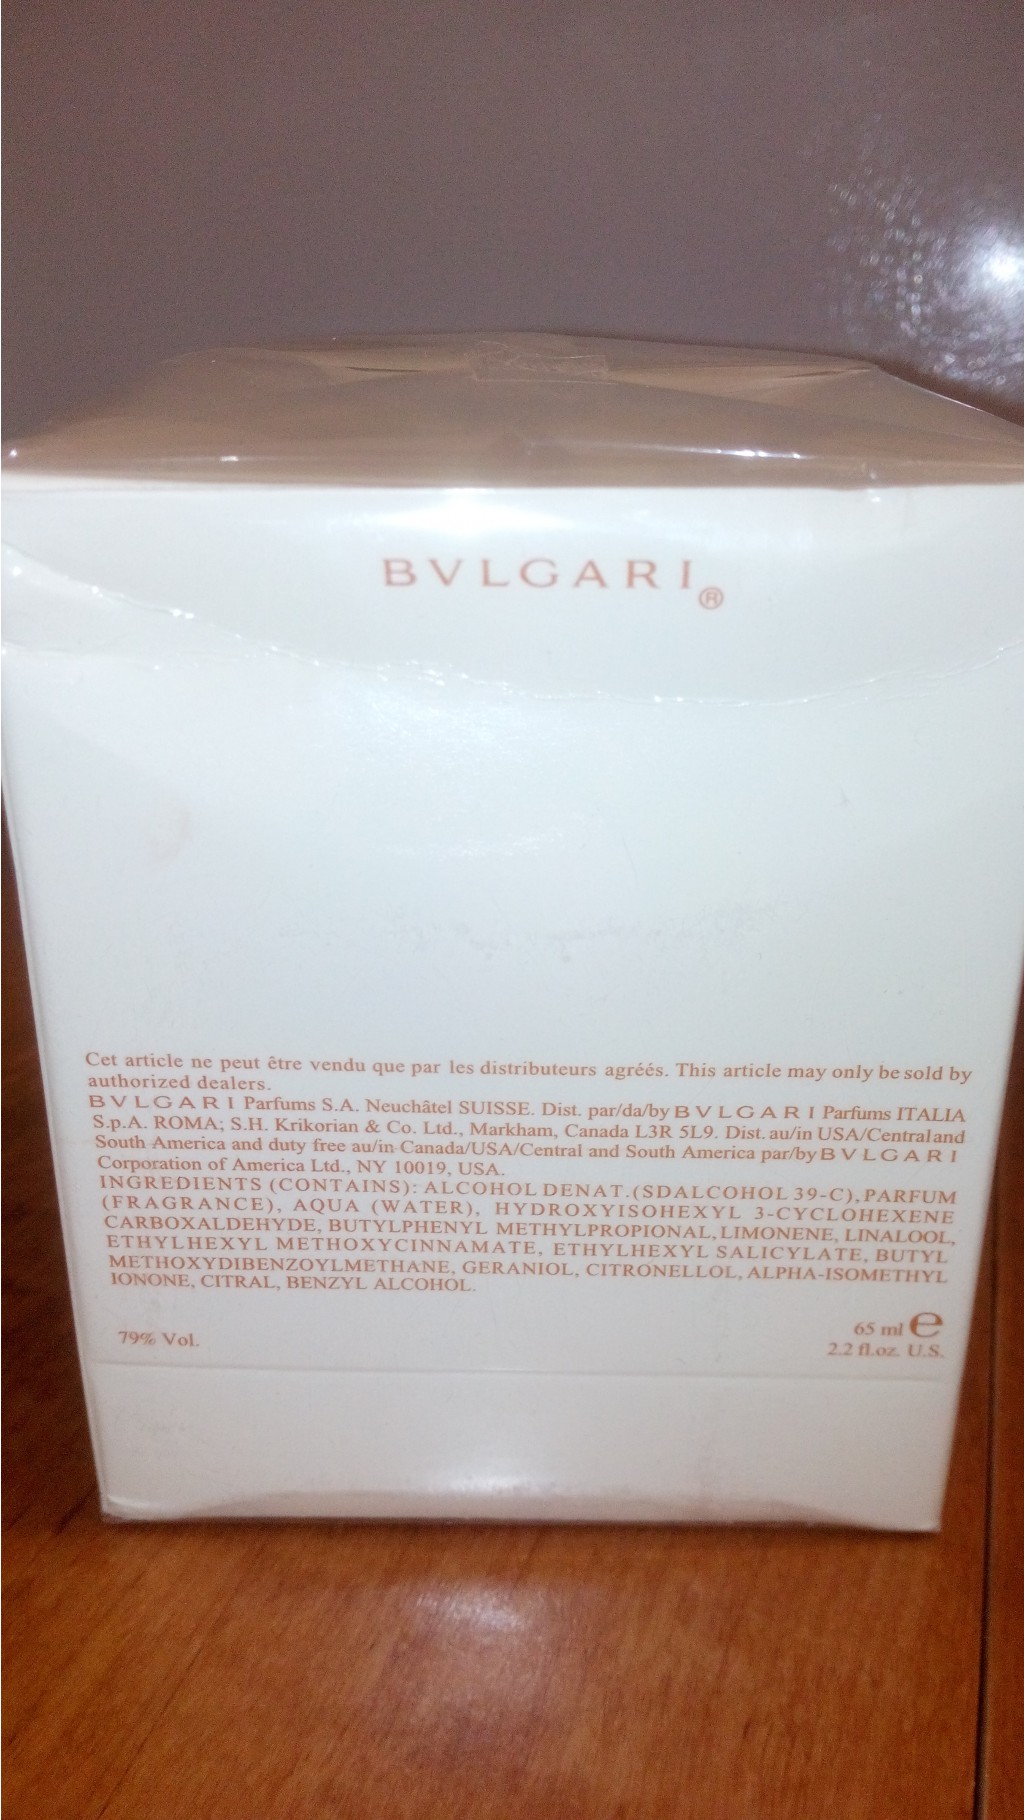 BVLGARI®
Cet article ne peut être vendu que par les distributeurs agréés. This article may only be sold by
authorized dealers.
BVLGARI Parfums S.A. Neuchâtel SUISSE. Dist. par/da/by BVLGARI Parfums ITALIA
S.p.A. ROMA; S.H. Krikorian & Co. Ltd., Markham, Canada L3R 5L9. Dist. au/in USA/Central and
South America and duty free au/in Canada/USA/Central and South America par/by BVLGARI
Corporation of America Ltd., NY 10019, USA.
INGREDIENTS (CONTAINS): ALCOHOL DENAT.(SDALCOHOL 39-C), PARFUM
(FRAGRANCE), AQUA (WATER), HYDROXYISOHEXYL 3-CYCLOHEXENE
CARBOXALDEHYDE, BUTYLPHENYL METHYLPROPIONAL, LIMONENE, LINALOOL,
ETHYLHEXYL METHOXYCINNAMATE, ETHYLHEXYL SALICYLATE, BUTYL
METHOXYDIBENZOYLMETHANE, GERANIOL, CITRONELLOL, ALPHA-ISOMETHYL
IONONE, CITRAL, BENZYL ALCOHOL.
79% Vol.
65 ml e
2.2 fl.oz. U.S.